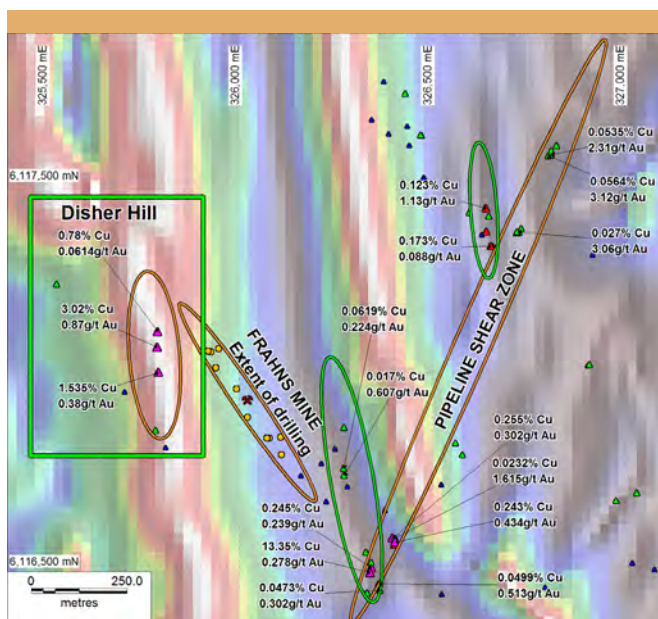 325,500 mE
326,000 mE
326,500 mE
327,000 mE
0.0535% Cu
2.31g/t Au
0.0564% Cu
3.12g/t Au
6,117,500 mN
0.123% Cu
1.13g/t Au
Disher Hill
0.78% Cu
0.0614g/t Au
0.027% Cu
3.06g/t Au
0.173% Cu
0.088g/t Au
3.02% Cu
0.87g/t Au
0.0619% Cu
0.224g/t Au
FRAHNS MINE
Extent of drilling
PIPELINE SHEAR ZONE
1.535% Cu
0.38g/t Au
0.017% Cu
0.607g/t Au
0.255% Cu
0.302g/t Au
0.0232% Cu
1.615g/t Au
0.245% Cu
0.239g/t Au
0.243% Cu
0.434g/t Au
6,116,500 mN
13.35% Cu
0.278g/t Au
0 250.0
metres
0.0473% Cu
0.302g/t Au
0.0499% Cu
0.513g/t Au